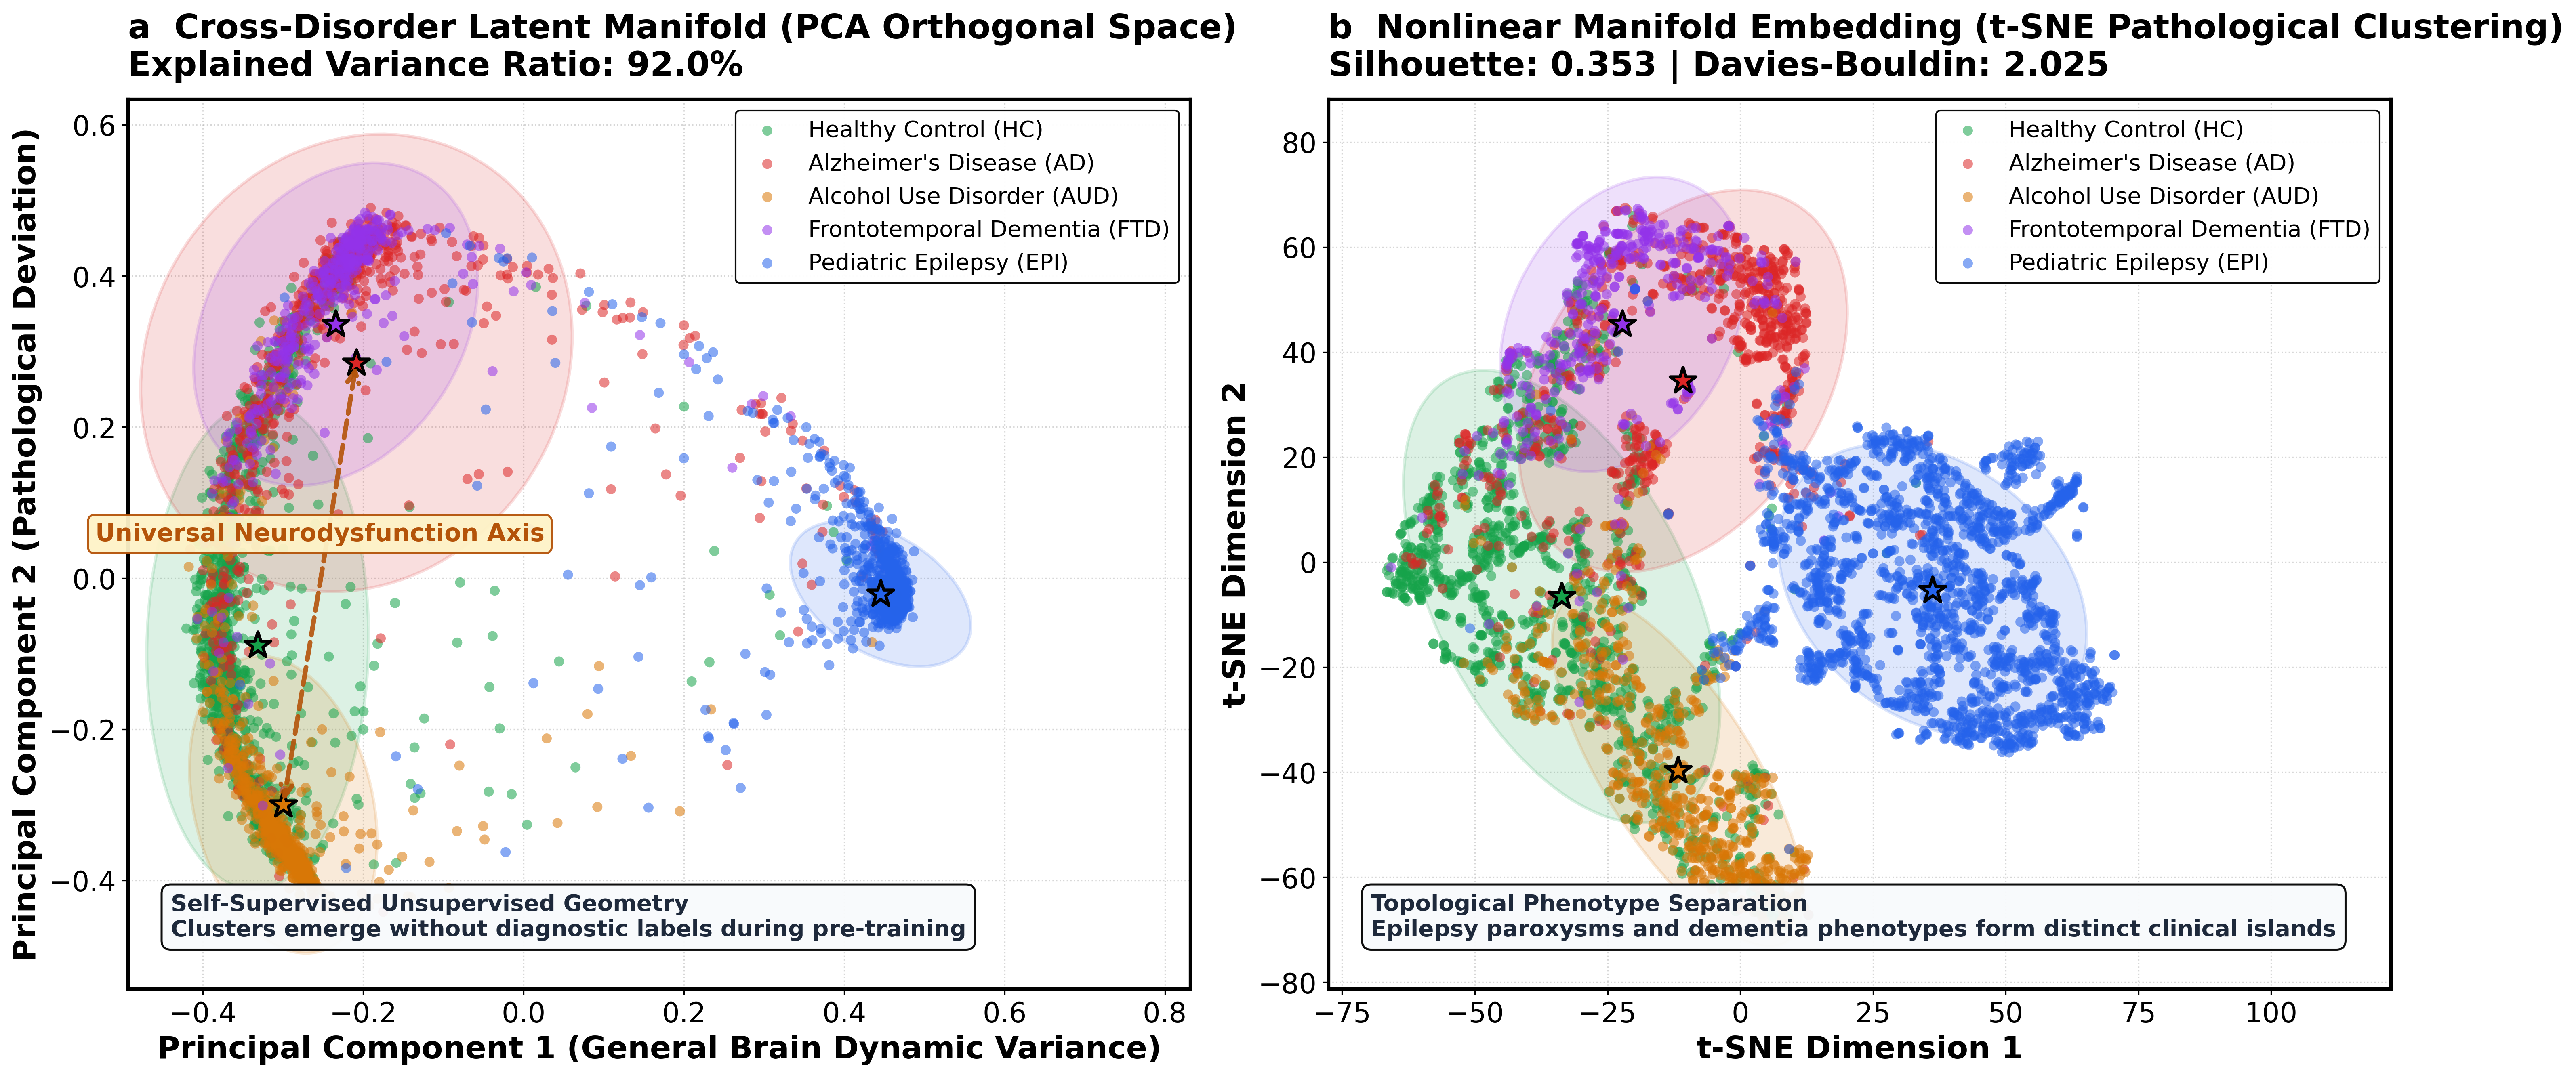 a  Cross-Disorder Latent Manifold (PCA Orthogonal Space)
Explained Variance Ratio: 92.0%
Principal Component 2 (Pathological Deviation)
0.6
0.4
0.2
0.0
−0.2
−0.4
Healthy Control (HC)
Alzheimer's Disease (AD)
Alcohol Use Disorder (AUD)
Frontotemporal Dementia (FTD)
Pediatric Epilepsy (EPI)
Universal Neurodysfunction Axis
Self-Supervised Unsupervised Geometry
Clusters emerge without diagnostic labels during pre-training
−0.4 −0.2 0.0 0.2 0.4 0.6 0.8
Principal Component 1 (General Brain Dynamic Variance)
b  Nonlinear Manifold Embedding (t-SNE Pathological Clustering)
Silhouette: 0.353 | Davies-Bouldin: 2.025
t-SNE Dimension 2
80
60
40
20
0
−20
−40
−60
−80
Healthy Control (HC)
Alzheimer's Disease (AD)
Alcohol Use Disorder (AUD)
Frontotemporal Dementia (FTD)
Pediatric Epilepsy (EPI)
Topological Phenotype Separation
Epilepsy paroxysms and dementia phenotypes form distinct clinical islands
−75 −50 −25 0 25 50 75 100
t-SNE Dimension 1